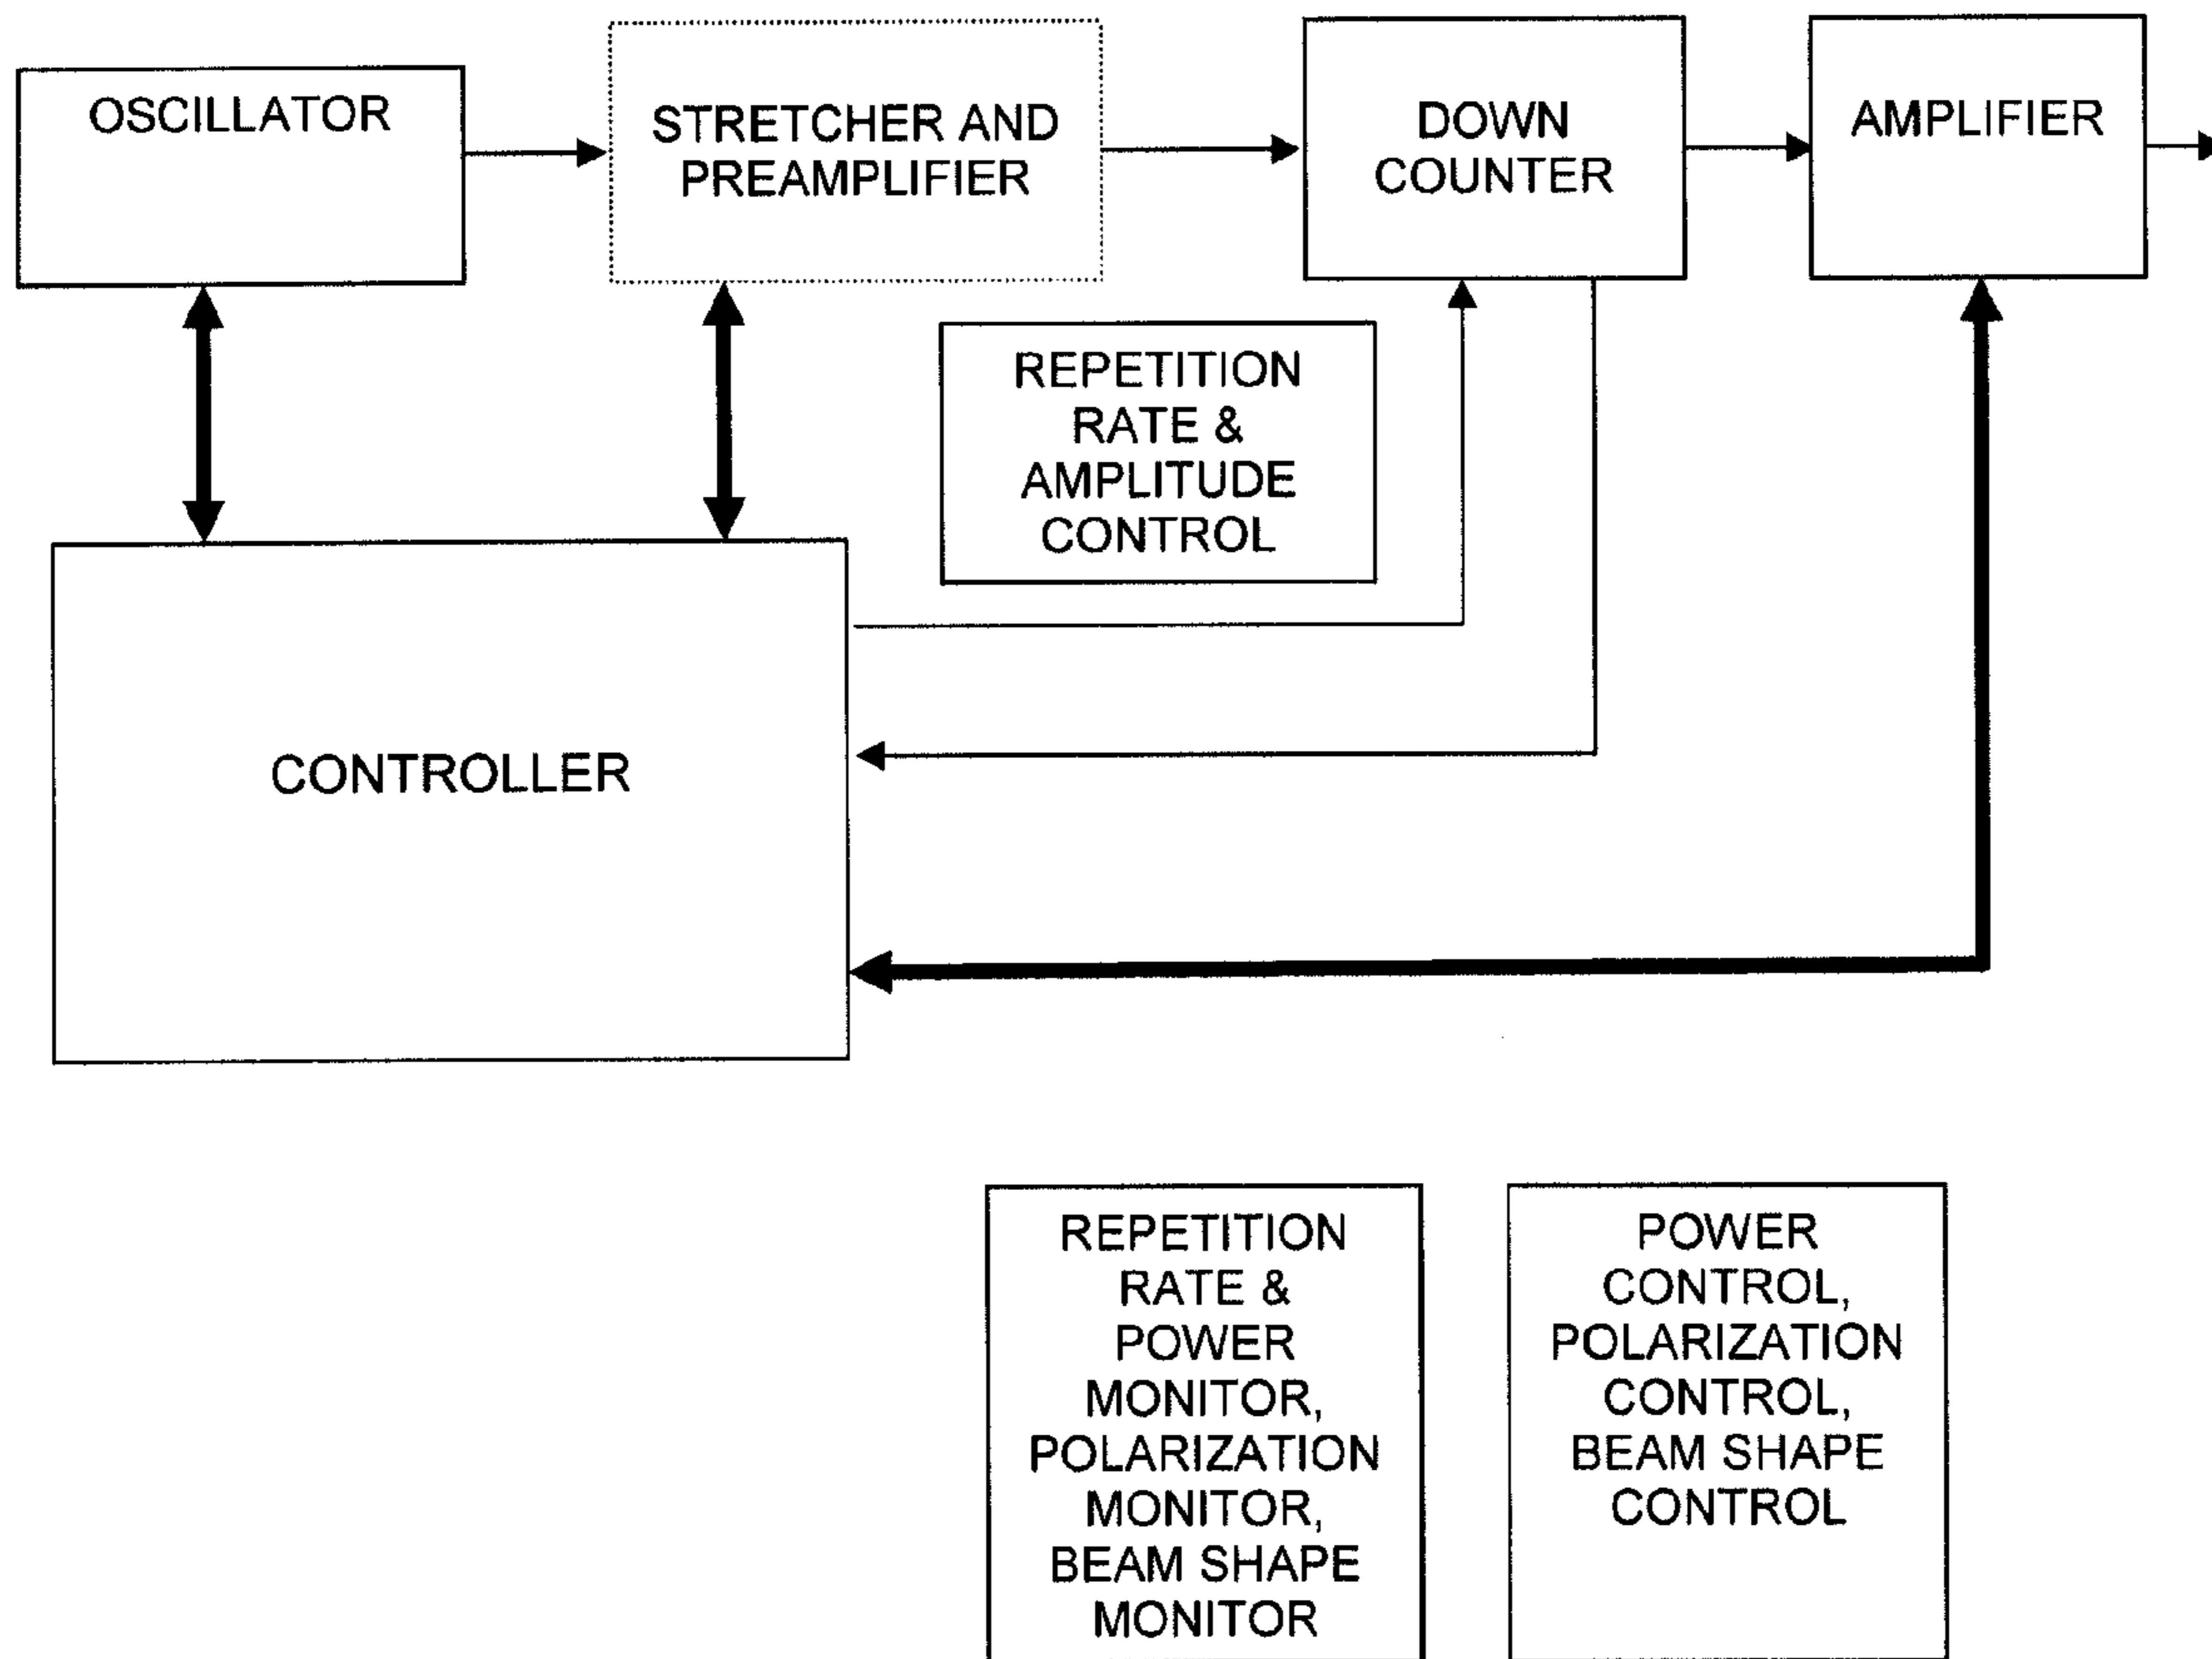 OSCILLATOR
STRETCHER AND
PREAMPLIFIER
DOWN
COUNTER
AMPLIFIER
REPETITION
RATE &
AMPLITUDE
CONTROL
CONTROLLER
REPETITION
RATE &
POWER
MONITOR,
POLARIZATION
MONITOR,
BEAM SHAPE
MONITOR
POWER
CONTROL,
POLARIZATION
CONTROL,
BEAM SHAPE
CONTROL